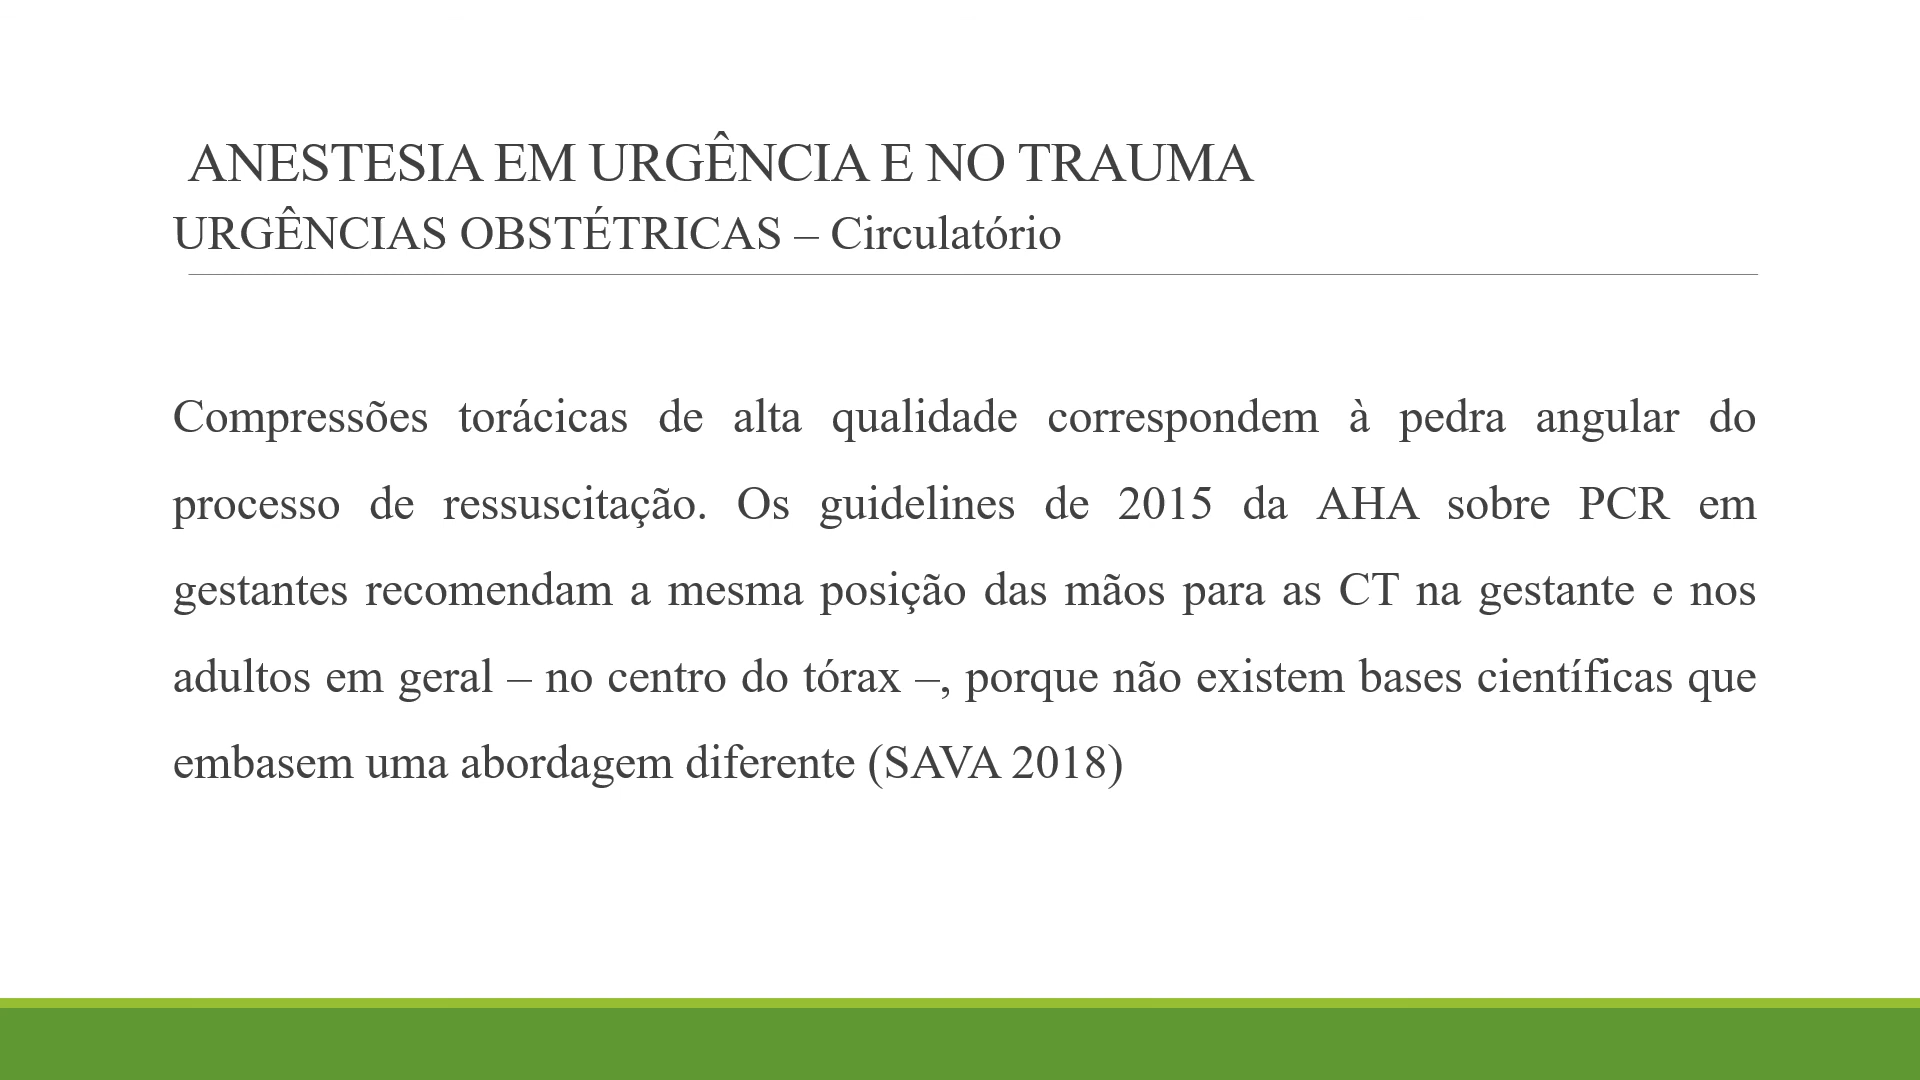 ANESTESIA EM URGÊNCIA E NO TRAUMA
URGÊNCIAS OBSTÉTRICAS – Circulatório
Compressões torácicas de alta qualidade correspondem à pedra angular do
processo de ressuscitação. Os guidelines de 2015 da AHA sobre PCR em
gestantes recomendam a mesma posição das mãos para as CT na gestante e nos
adultos em geral – no centro do tórax –, porque não existem bases científicas que
embasem uma abordagem diferente (SAVA 2018)